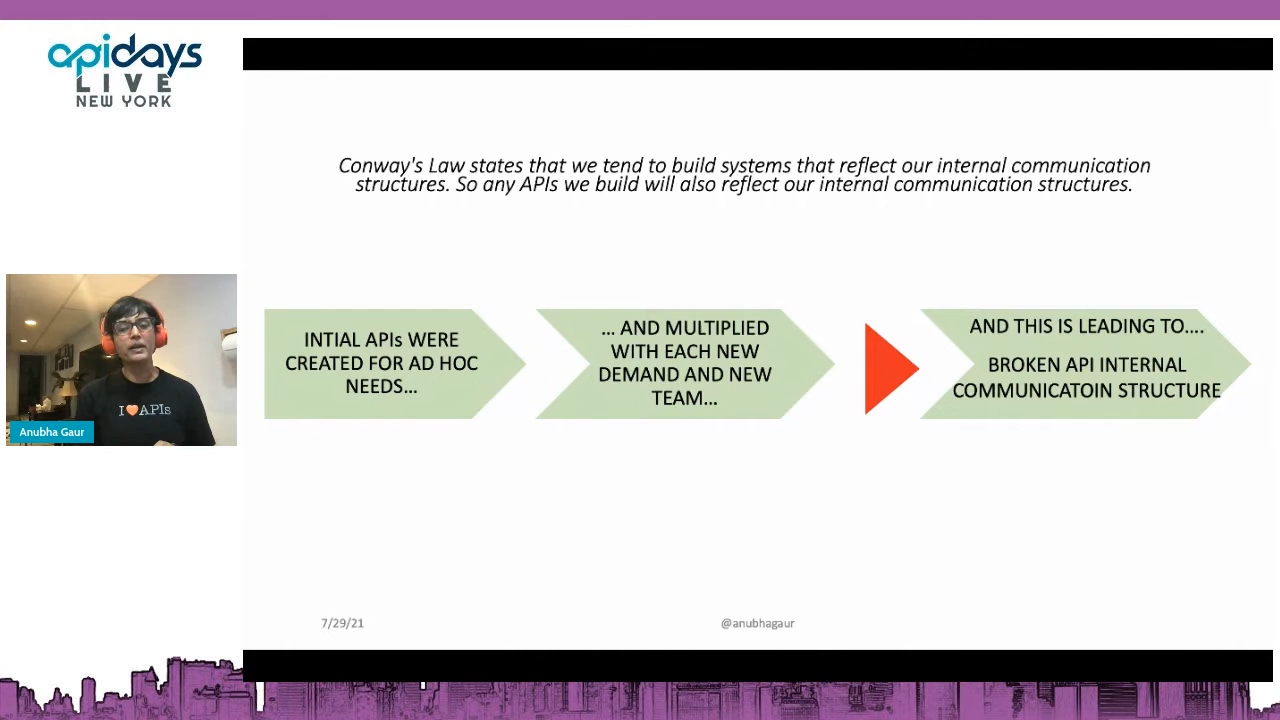 apidays
LIVE
NEW YORK
Conway's Law states that we tend to build systems that reflect our internal communication
structures. So any APIs we build will also reflect our internal communication structures.
INTIAL APIs WERE
CREATED FOR AD HOC
NEEDS...
... AND MULTIPLIED
WITH EACH NEW
DEMAND AND NEW
TEAM...
AND THIS IS LEADING TO....
BROKEN API INTERNAL
COMMUNICATOIN STRUCTURE
I ❤ APIs
Anubha Gaur
7/29/21
@anubhagaur